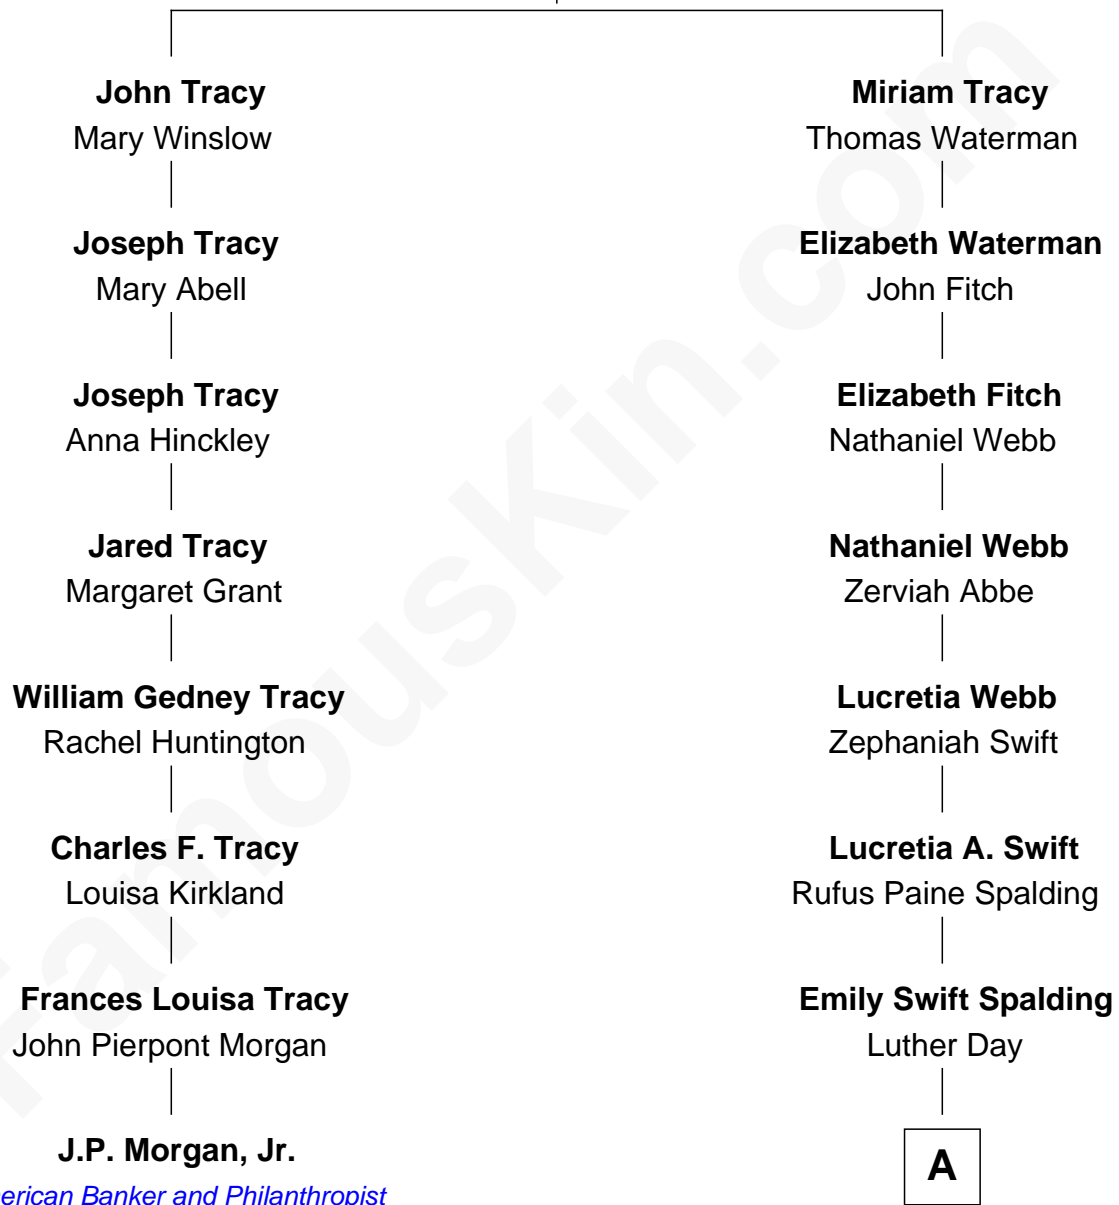 John Tracy
Mary Winslow
Joseph Tracy
Mary Abell
Joseph Tracy
Anna Hinckley
Jared Tracy
Margaret Grant
William Gedney Tracy
Rachel Huntington
Charles F. Tracy
Louisa Kirkland
Frances Louisa Tracy
John Pierpont Morgan
J.P. Morgan, Jr.
erican Banker and Philanthropist
Miriam Tracy
Thomas Waterman
Elizabeth Waterman
John Fitch
Elizabeth Fitch
Nathaniel Webb
Nathaniel Webb
Zerviah Abbe
Lucretia Webb
Zephaniah Swift
Lucretia A. Swift
Rufus Paine Spalding
Emily Swift Spalding
Luther Day
A
FamousKin.com